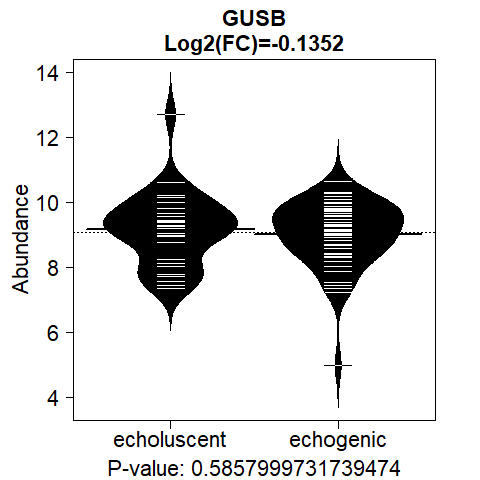 GUSB
Log2(FC)=-0.1352
Abundance
14
12
10
8
6
4
echoluscent echogenic
P-value: 0.5857999731739474